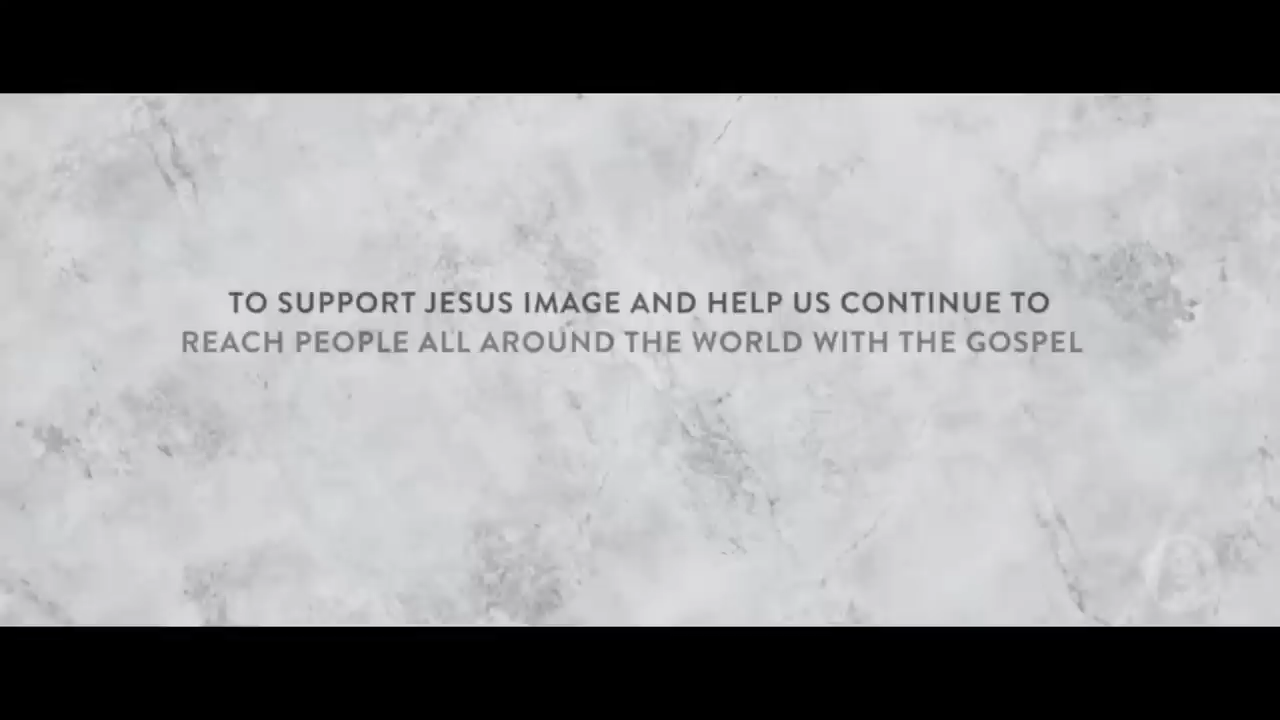 TO SUPPORT JESUS IMAGE AND HELP US CONTINUE TO
REACH PEOPLE ALL AROUND THE WORLD WITH THE GOSPEL